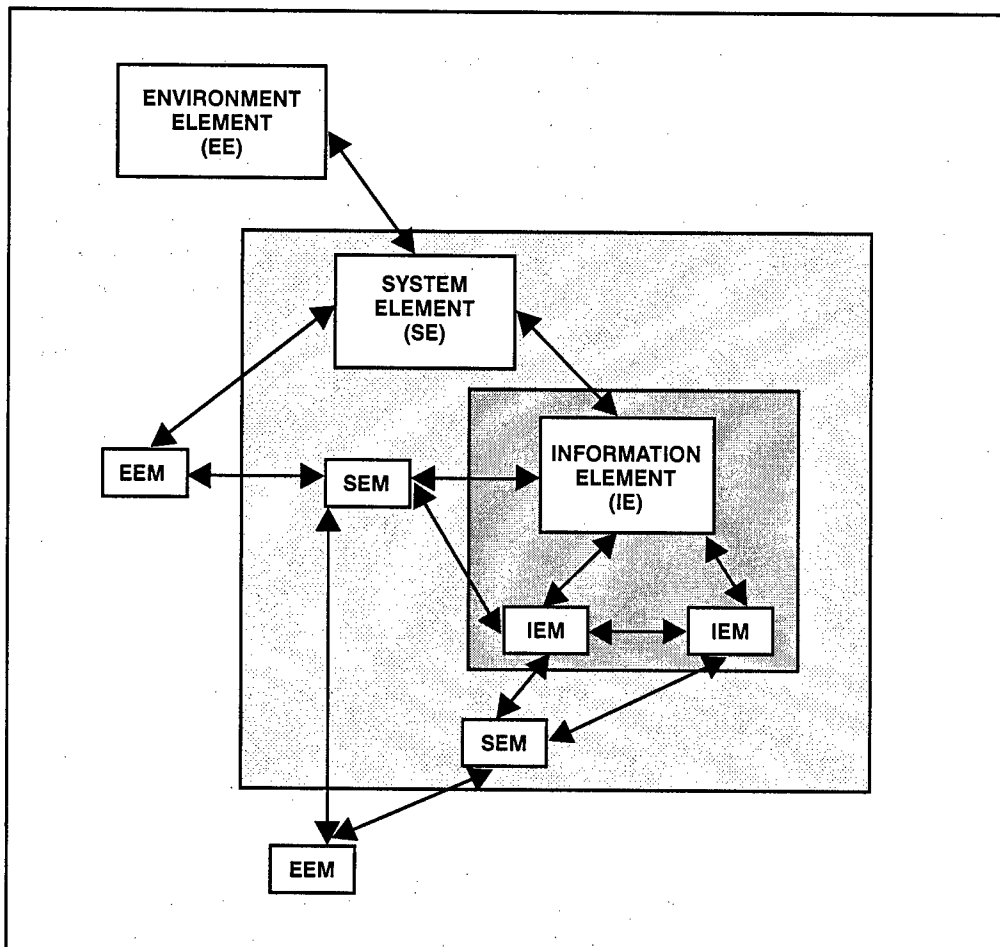 ENVIRONMENT
ELEMENT
(EE)
SYSTEM
ELEMENT
(SE)
INFORMATION
ELEMENT
(IE)
EEM
SEM
IEM
IEM
SEM
EEM